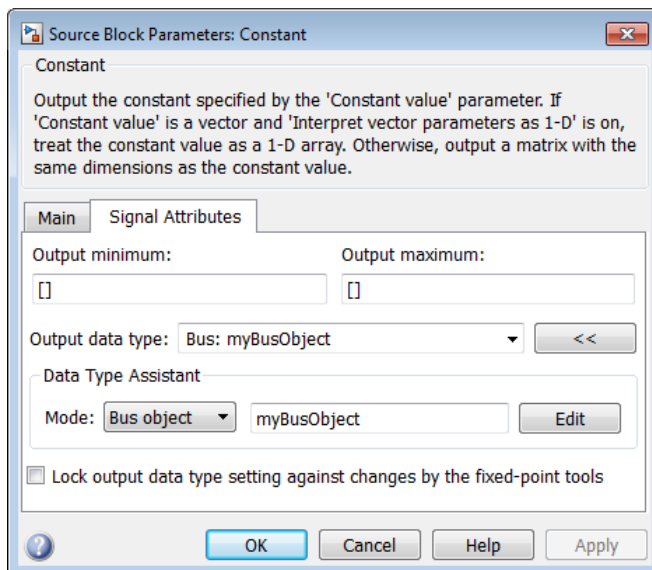 Source Block Parameters: Constant
Constant
Output the constant specified by the 'Constant value' parameter. If
'Constant value' is a vector and 'Interpret vector parameters as 1-D' is on,
treat the constant value as a 1-D array. Otherwise, output a matrix with the
same dimensions as the constant value.
Main Signal Attributes
Output minimum: Output maximum:
[] []
Output data type: Bus: myBusObject <<
Data Type Assistant
Mode: Bus object myBusObject Edit
Lock output data type setting against changes by the fixed-point tools
? OK Cancel Help Apply